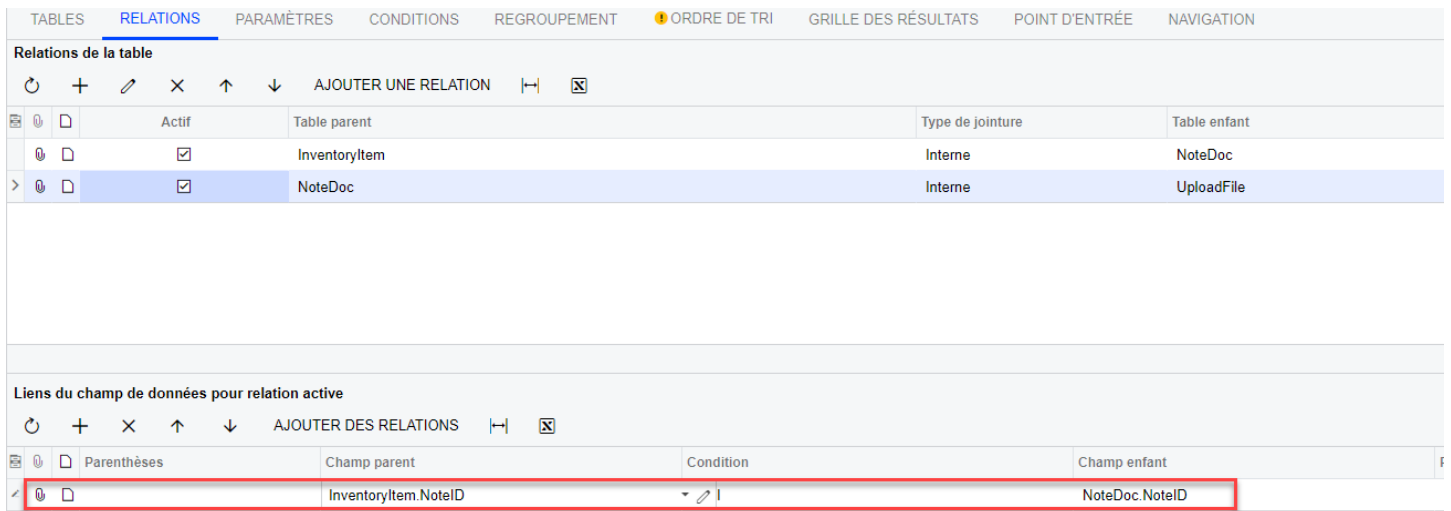 TABLES RELATIONS PARAMÈTRES CONDITIONS REGROUPEMENT ORDRE DE TRI GRILLE DES RÉSULTATS POINT D'ENTRÉE NAVIGATION
Relations de la table
AJOUTER UNE RELATION
Actif Table parent Type de jointure Table enfant
InventoryItem Interne NoteDoc
NoteDoc Interne UploadFile
Liens du champ de données pour relation active
AJOUTER DES RELATIONS
Parenthèses Champ parent Condition Champ enfant
InventoryItem.NoteID NoteDoc.NoteID